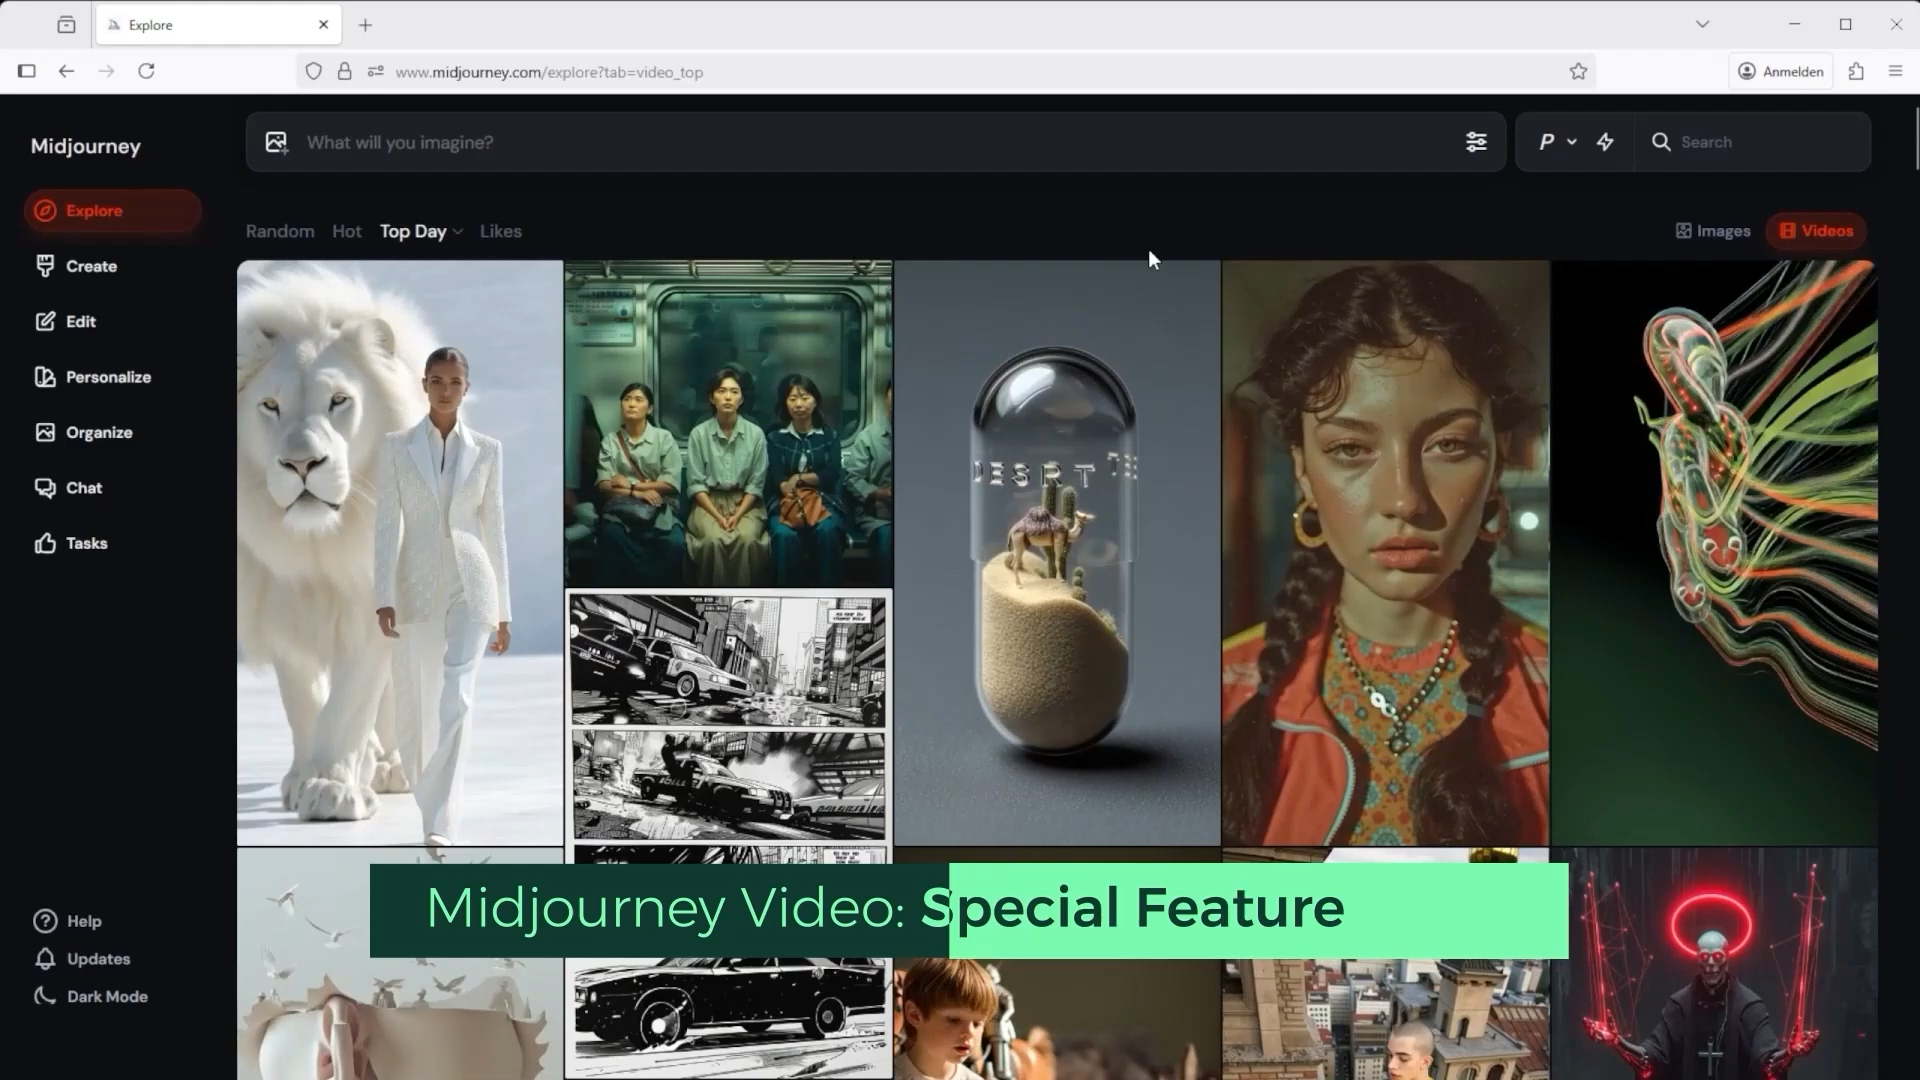 Explore
www.midjourney.com/explore?tab=video_top
Anmelden
Midjourney
What will you imagine?
P
Search
Explore
Create
Edit
Personalize
Organize
Chat
Tasks
Random Hot Top Day Likes
Images Videos
Midjourney Video: Special Feature
Help
Updates
Dark Mode